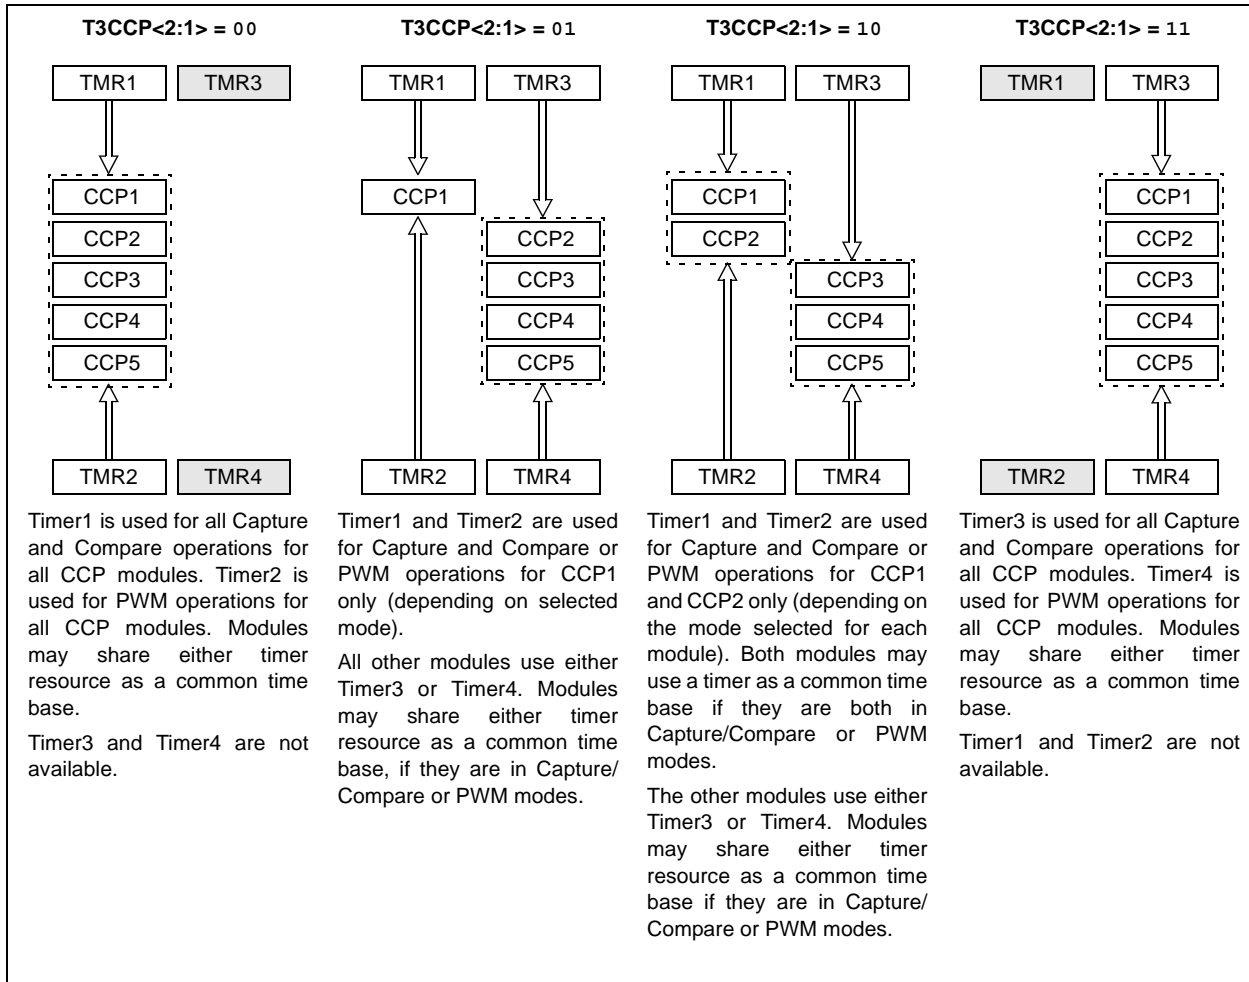 T3CCP<2:1> = 00
TMR1
TMR3
CCP1
CCP2
CCP3
CCP4
CCP5
TMR2
TMR4
Timer1 is used for all Capture
and Compare operations for
all CCP modules. Timer2 is
used for PWM operations for
all CCP modules. Modules
may share either timer
resource as a common time
base.
Timer3 and Timer4 are not
available.
T3CCP<2:1> = 01
TMR1
TMR3
CCP1
CCP2
CCP3
CCP4
CCP5
TMR2
TMR4
Timer1 and Timer2 are used
for Capture and Compare or
PWM operations for CCP1
only (depending on selected
mode).
All other modules use either
Timer3 or Timer4. Modules
may share either timer
resource as a common time
base, if they are in Capture/
Compare or PWM modes.
T3CCP<2:1> = 10
TMR1
TMR3
CCP1
CCP2
CCP3
CCP4
CCP5
TMR2
TMR4
Timer1 and Timer2 are used
for Capture and Compare or
PWM operations for CCP1
and CCP2 only (depending on
the mode selected for each
module). Both modules may
use a timer as a common time
base if they are both in
Capture/Compare or PWM
modes.
The other modules use either
Timer3 or Timer4. Modules
may share either timer
resource as a common time
base if they are in Capture/
Compare or PWM modes.
T3CCP<2:1> = 11
TMR1
TMR3
CCP1
CCP2
CCP3
CCP4
CCP5
TMR2
TMR4
Timer3 is used for all Capture
and Compare operations for
all CCP modules. Timer4 is
used for PWM operations for
all CCP modules. Modules
may share either timer
resource as a common time
base.
Timer1 and Timer2 are not
available.